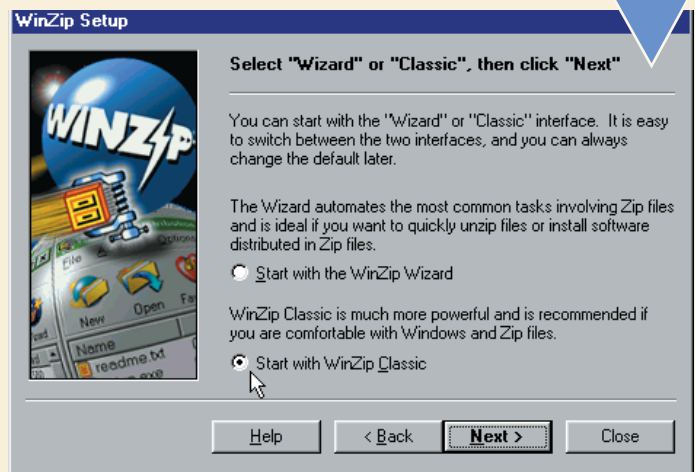 WinZip Setup
Select "Wizard" or "Classic", then click "Next"
You can start with the "Wizard" or "Classic" interface. It is easy
to switch between the two interfaces, and you can always
change the default later.
The Wizard automates the most common tasks involving Zip files
and is ideal if you want to quickly unzip files or install software
distributed in Zip files.
Start with the WinZip Wizard
WinZip Classic is much more powerful and is recommended if
you are comfortable with Windows and Zip files.
Start with WinZip Classic
WINZIP
File
Options
New
Open
Name
readme.txt
Help
< Back
Next >
Close